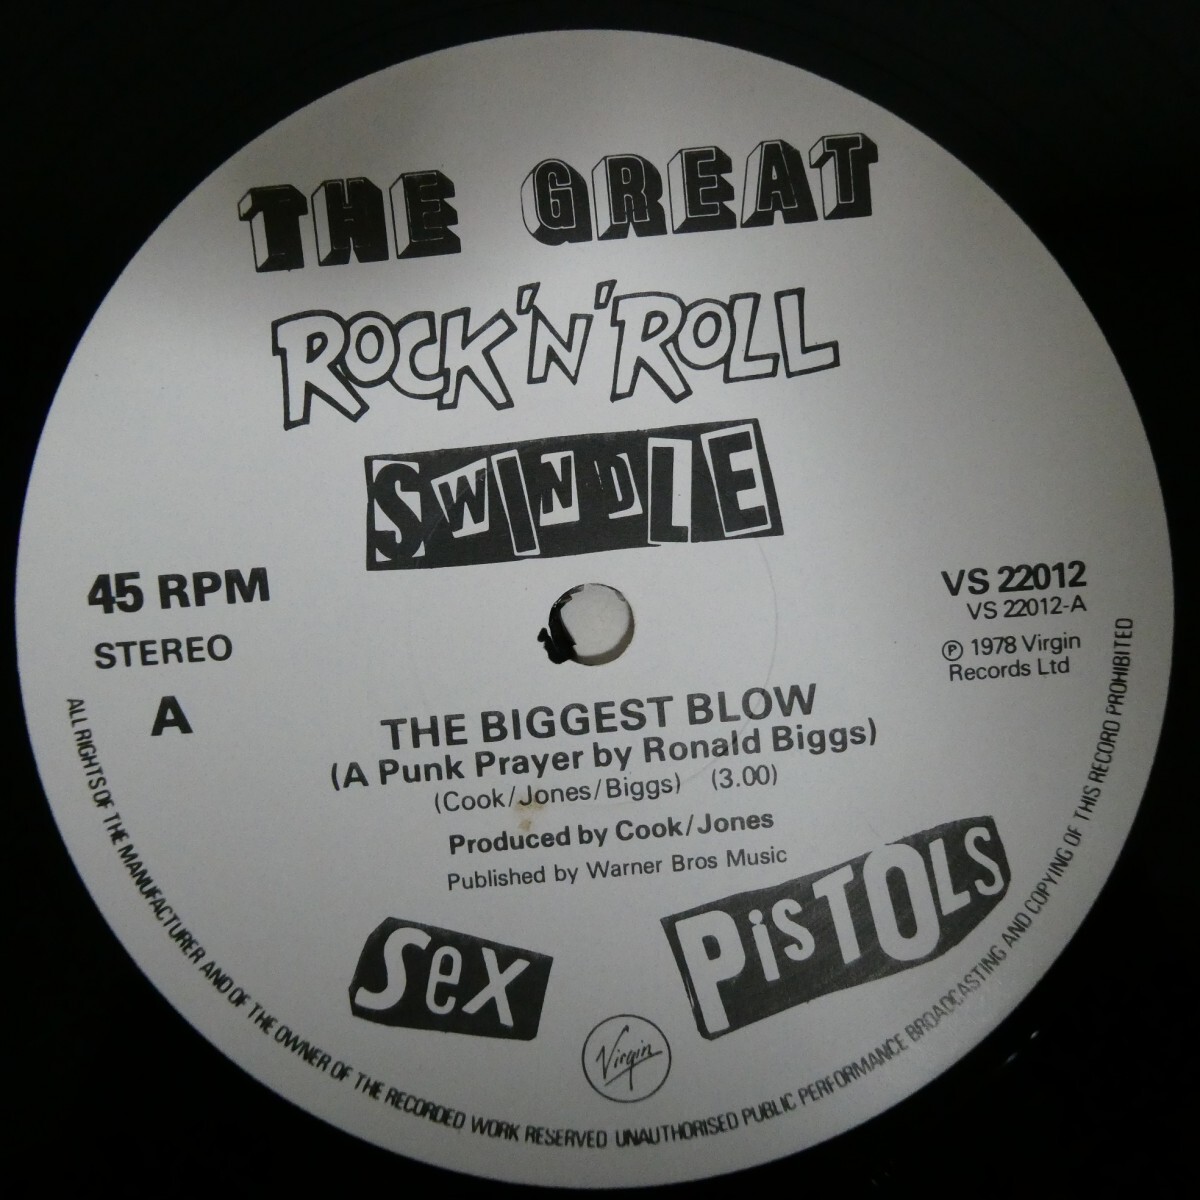 THE GREAT
ROCK 'N' ROLL
SWINDLE
45 RPM
STEREO
A
VS 22012
VS 22012-A
℗ 1978 Virgin
Records Ltd
THE BIGGEST BLOW
(A Punk Prayer by Ronald Biggs)
(Cook/Jones/Biggs) (3.00)
Produced by Cook/Jones
Published by Warner Bros Music
Sex PiSTOLS
Virgin
ALL RIGHTS OF THE MANUFACTURER AND OF THE OWNER OF THE RECORDED WORK RESERVED UNAUTHORISED PUBLIC PERFORMANCE BROADCASTING AND COPYING OF THIS RECORD PROHIBITED